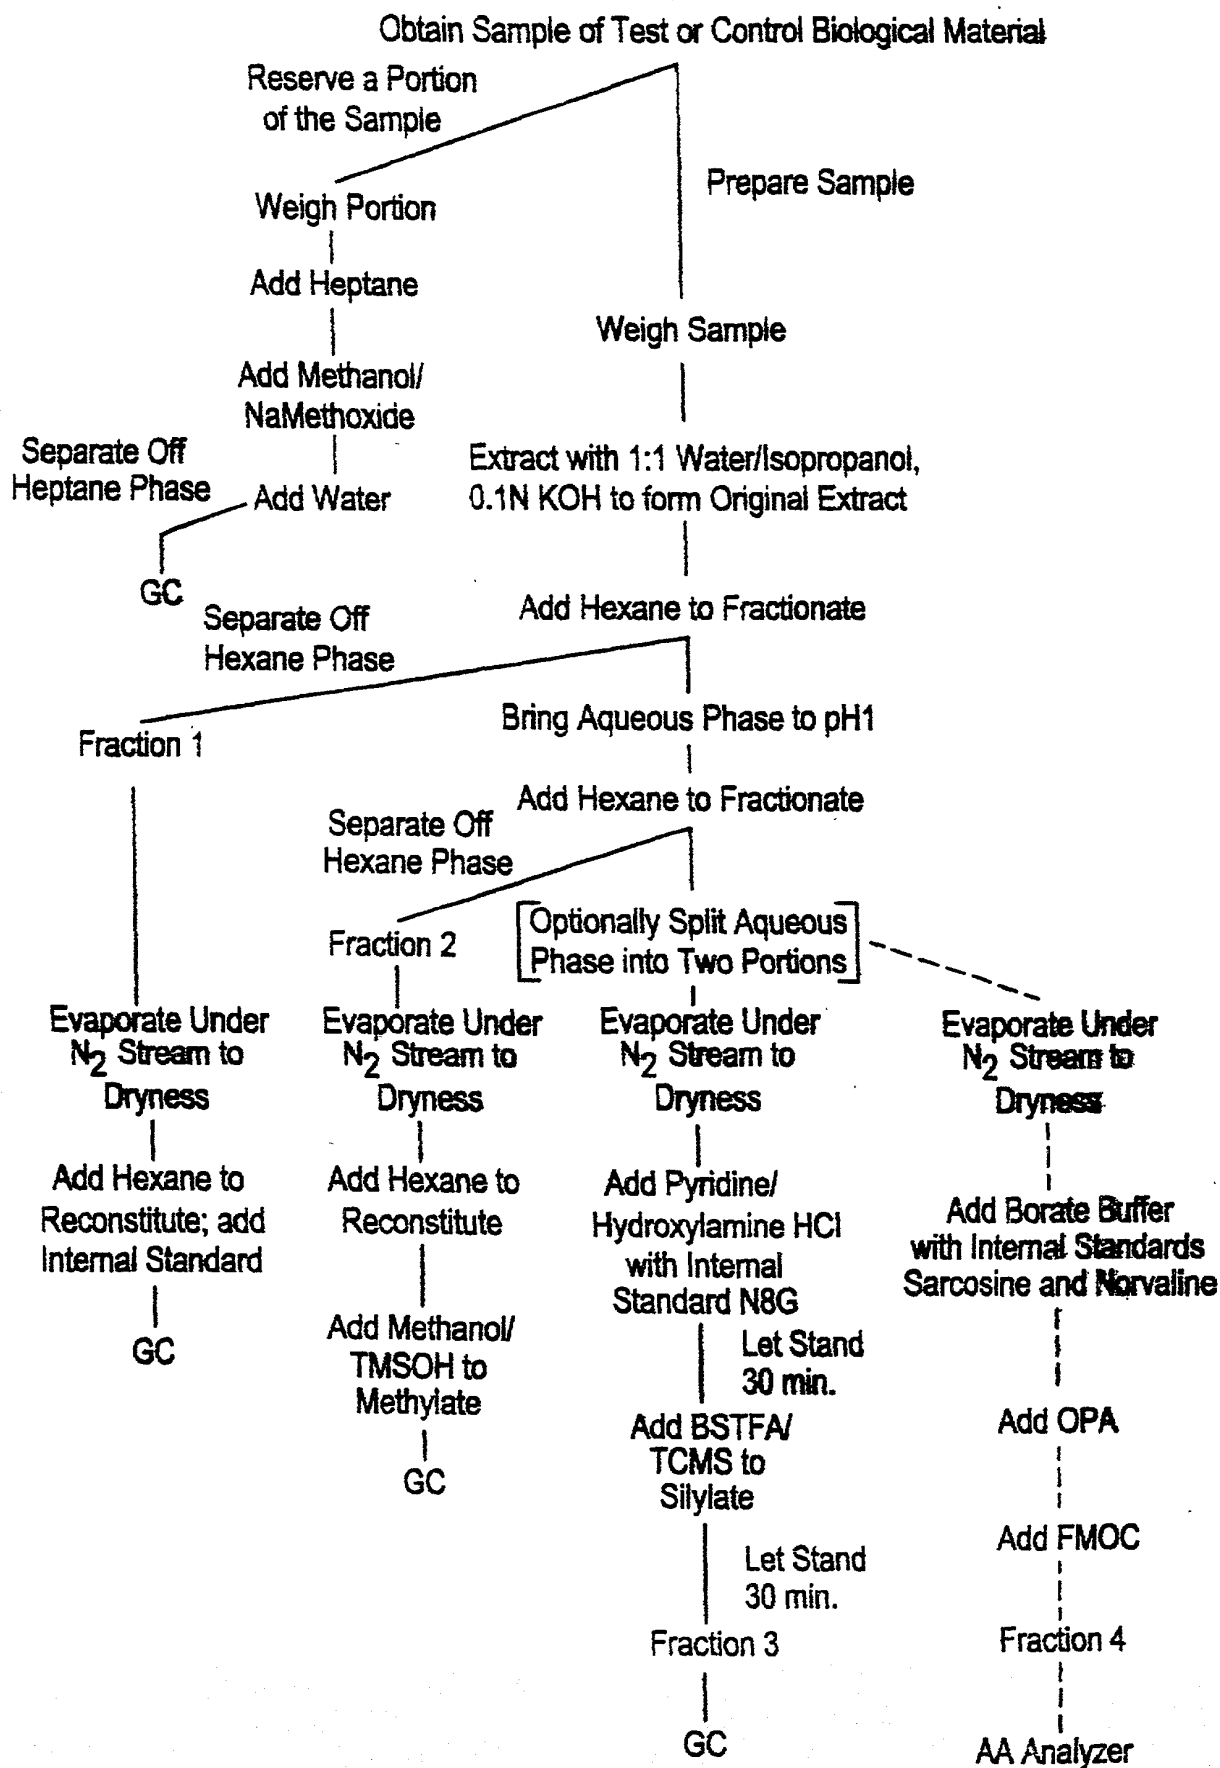 Obtain Sample of Test or Control Biological Material
Reserve a Portion
of the Sample
Prepare Sample
Weigh Portion
Add Heptane
Weigh Sample
Add Methanol/
NaMethoxide
Separate Off
Heptane Phase
Add Water
Extract with 1:1 Water/Isopropanol,
0.1N KOH to form Original Extract
GC
Add Hexane to Fractionate
Separate Off
Hexane Phase
Bring Aqueous Phase to pH1
Fraction 1
Add Hexane to Fractionate
Separate Off
Hexane Phase
Fraction 2
Optionally Split Aqueous
Phase into Two Portions
Evaporate Under
N2 Stream to
Dryness
Add Hexane to
Reconstitute; add
Internal Standard
GC
Evaporate Under
N2 Stream to
Dryness
Add Hexane to
Reconstitute
Add Methanol/
TMSOH to
Methylate
GC
Evaporate Under
N2 Stream to
Dryness
Add Pyridine/
Hydroxylamine HCl
with Internal
Standard N8G
Let Stand
30 min.
Add BSTFA/
TCMS to
Silylate
Let Stand
30 min.
Fraction 3
GC
Evaporate Under
N2 Stream to
Dryness
Add Borate Buffer
with Internal Standards
Sarcosine and Norvaline
Add OPA
Add FMOC
Fraction 4
AA Analyzer